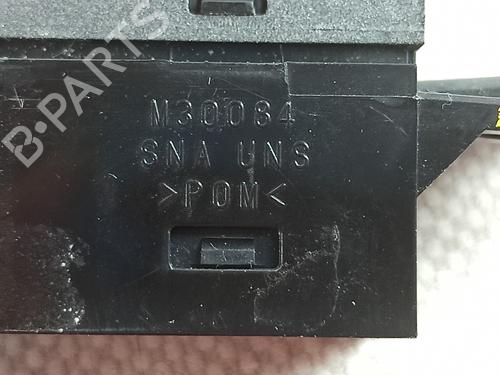 B-PARTS
M30084
SNA UNS
>POM<